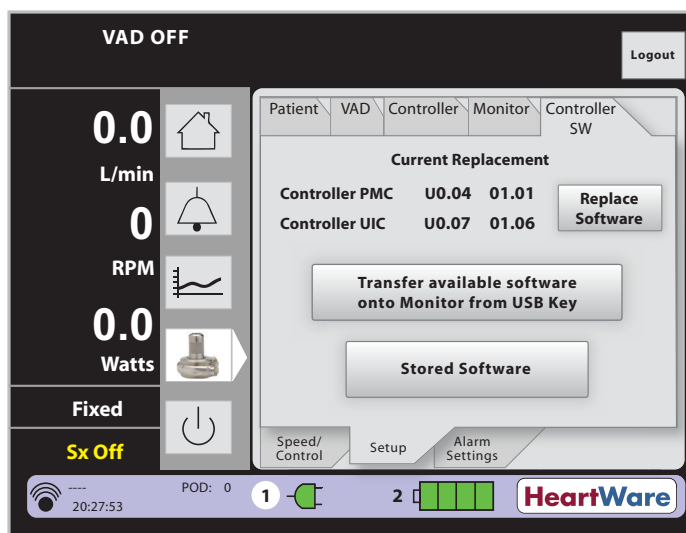 VAD OFF
Logout
0.0
L/min
0
RPM
0.0
Watts
Fixed
Sx Off
Patient VAD Controller Monitor Controller SW
Current Replacement
Controller PMC U0.04 01.01
Controller UIC U0.07 01.06
Replace
Software
Transfer available software
onto Monitor from USB Key
Stored Software
Speed/
Control
Setup
Alarm
Settings
----
20:27:53
POD: 0
1
2
HeartWare